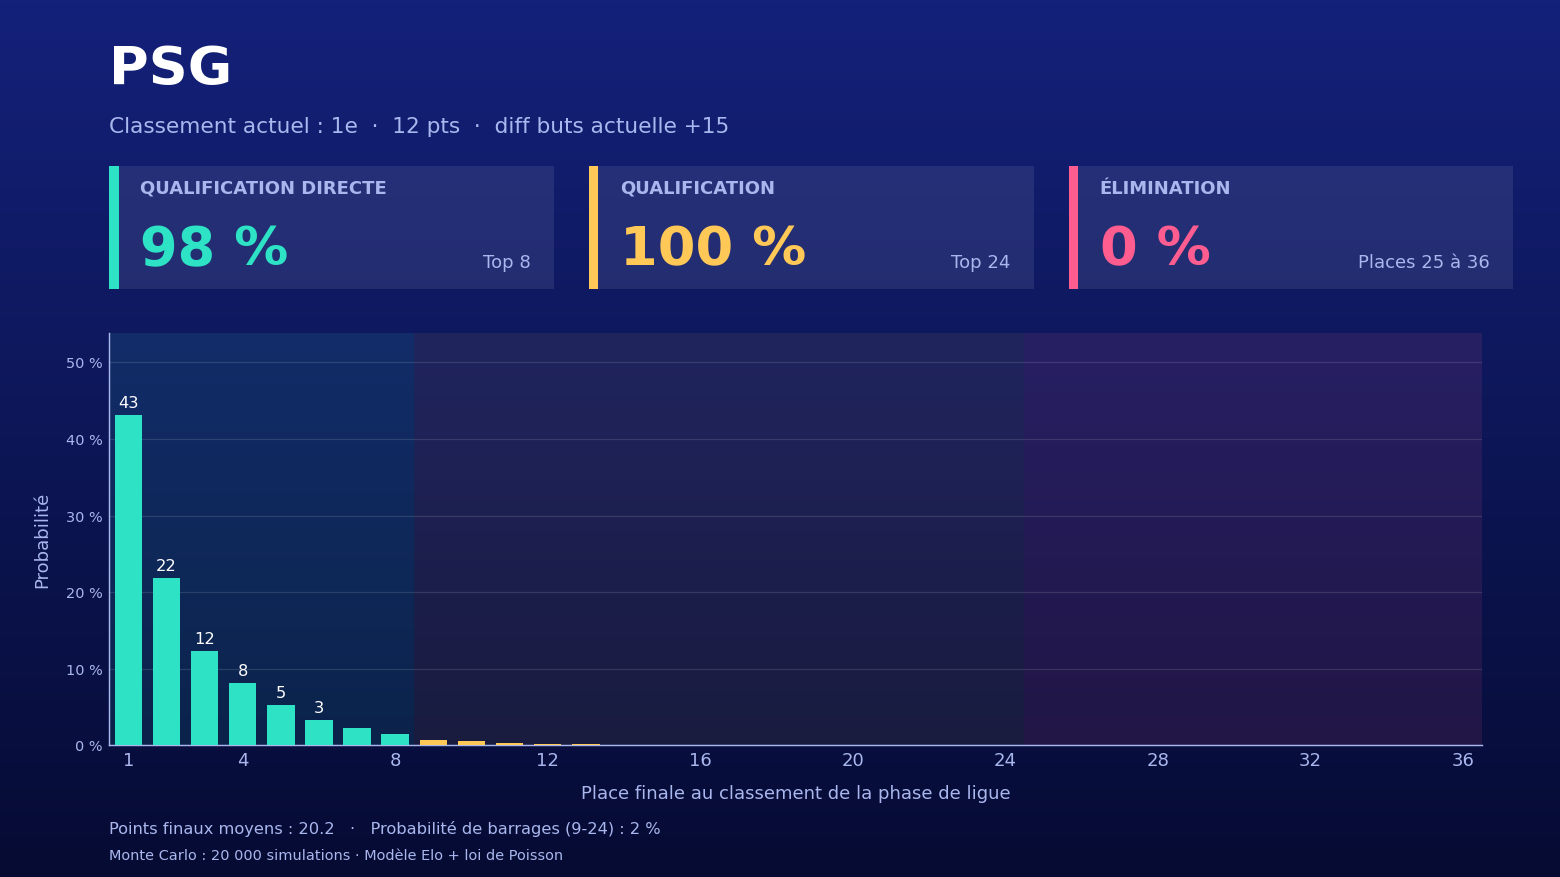 PSG
Classement actuel : 1e · 12 pts · diff buts actuelle +15
QUALIFICATION DIRECTE
98 %
Top 8
QUALIFICATION
100 %
Top 24
ÉLIMINATION
0 %
Places 25 à 36
Probabilité
50 %
40 %
30 %
20 %
10 %
0 %
43
22
12
8
5
3
1 4 8 12 16 20 24 28 32 36
Place finale au classement de la phase de ligue
Points finaux moyens : 20.2 · Probabilité de barrages (9-24) : 2 %
Monte Carlo : 20 000 simulations · Modèle Elo + loi de Poisson